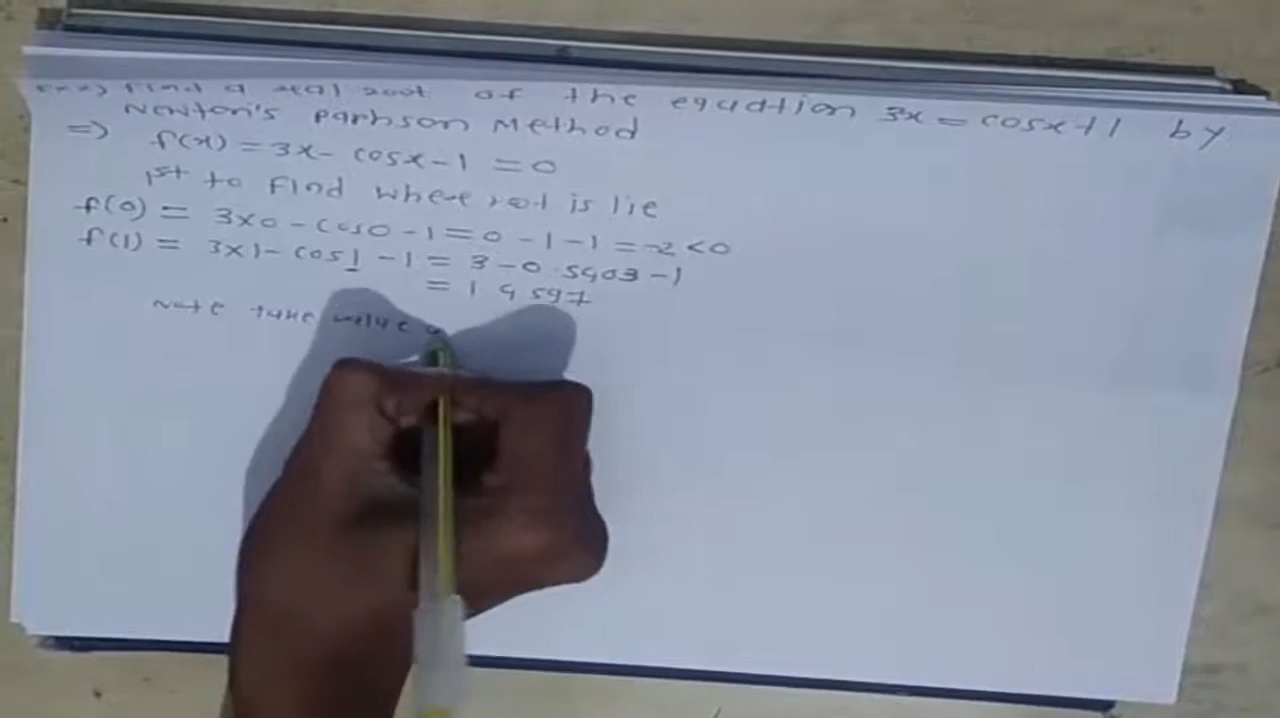 Find a real root of the equation 3x = cosx+1 by
Newton's Parhson Method
=> f(x) = 3x - cosx - 1 = 0
1st to Find where root is lie
f(0) = 3x0 - cos0 - 1 = 0 - 1 - 1 = -2 < 0
f(1) = 3x1 - cos1 - 1 = 3 - 0.5403 - 1
= 1.4597
Note take value